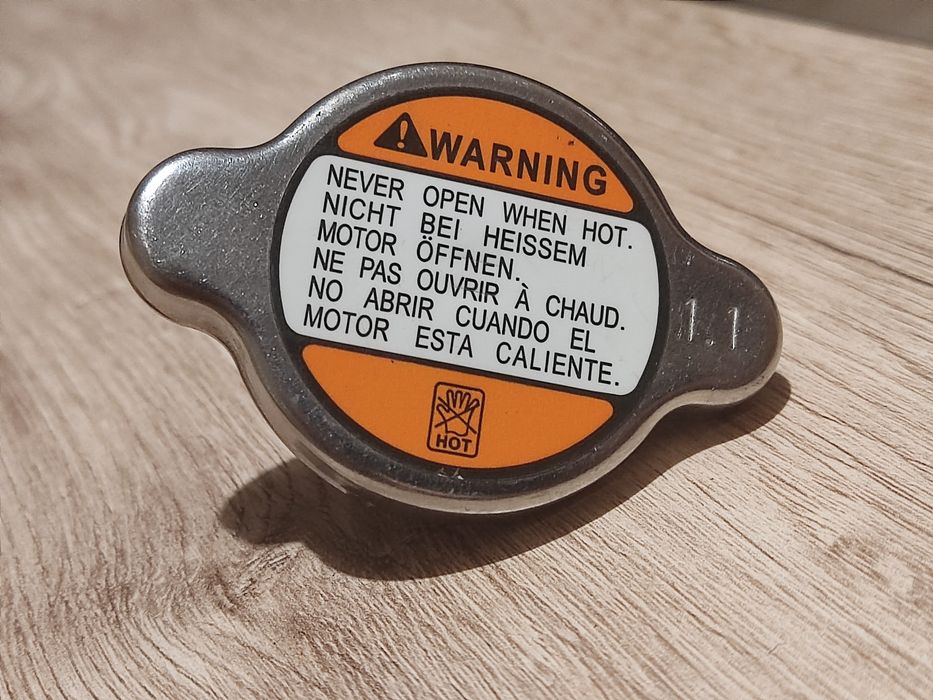 WARNING
NEVER OPEN WHEN HOT.
NICHT BEI HEISSEM
MOTOR ÖFFNEN.
NE PAS OUVRIR À CHAUD.
NO ABRIR CUANDO EL
MOTOR ESTA CALIENTE.
HOT
1.1